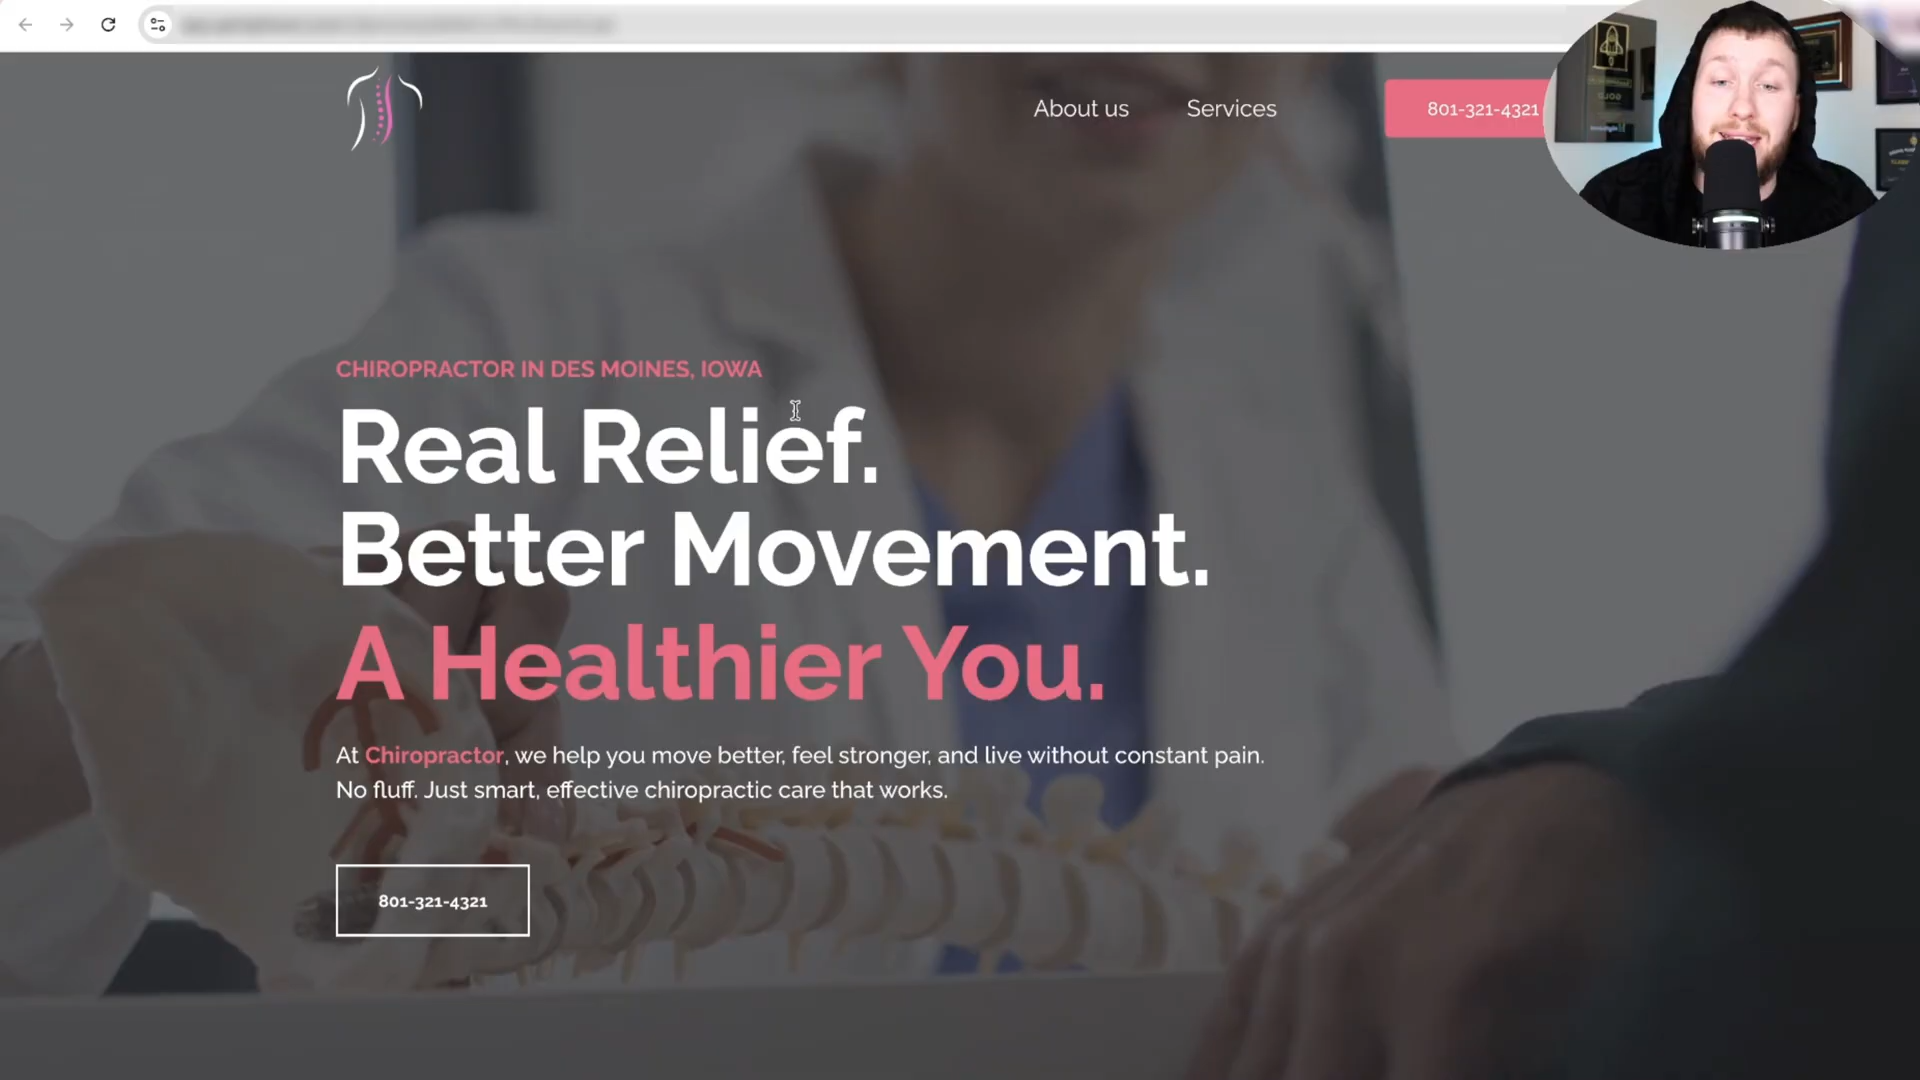 About us
Services
801-321-4321
CHIROPRACTOR IN DES MOINES, IOWA
Real Relief.
Better Movement.
A Healthier You.
At Chiropractor, we help you move better, feel stronger, and live without constant pain.
No fluff. Just smart, effective chiropractic care that works.
801-321-4321